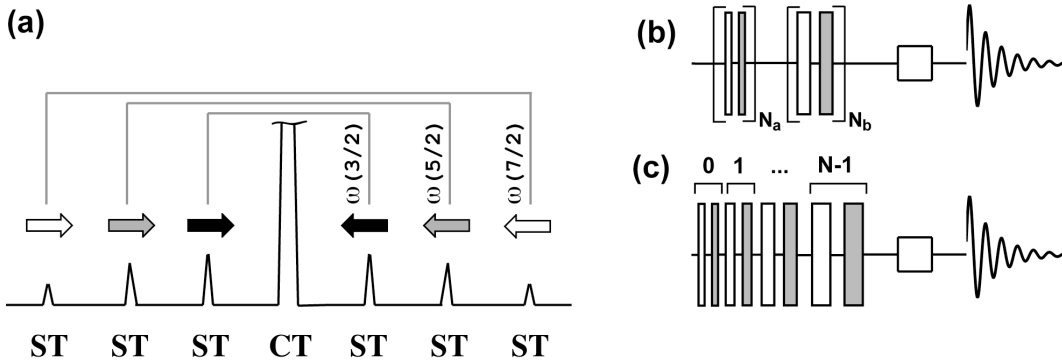 (a)
ω(3/2)
ω(5/2)
ω(7/2)
ST ST ST CT ST ST ST
(b)
Na
Nb
(c)
0 1 ... N-1